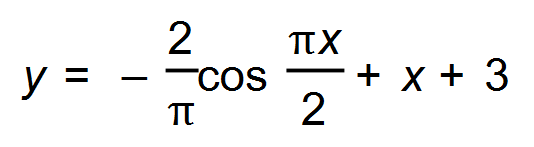 y = – 2/π cos πx/2 + x + 3